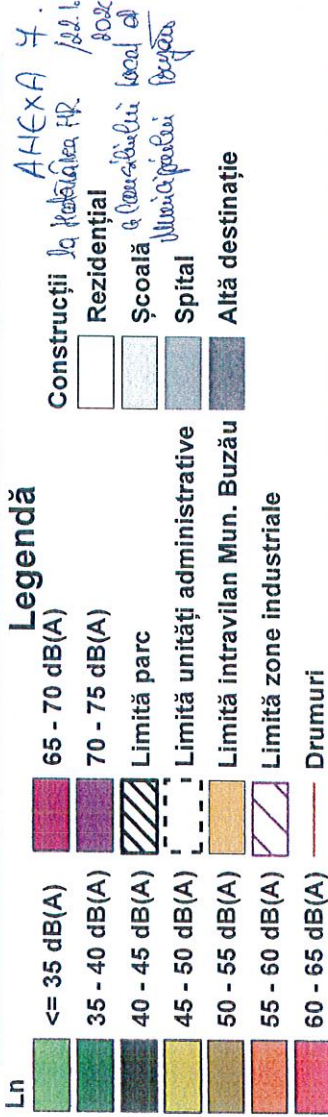 Legendă
Ln
<= 35 dB(A)
35 - 40 dB(A)
40 - 45 dB(A)
45 - 50 dB(A)
50 - 55 dB(A)
55 - 60 dB(A)
60 - 65 dB(A)
65 - 70 dB(A)
70 - 75 dB(A)
Limită parc
Limită unități administrative
Limită intravilan Mun. Buzău
Limită zone industriale
Drumuri
Construcții
Rezidențial
Școală
Spital
Altă destinație
ANEXA 7.
la Hotărârea nr.
a Consiliului Local al
Municipiului Buzău